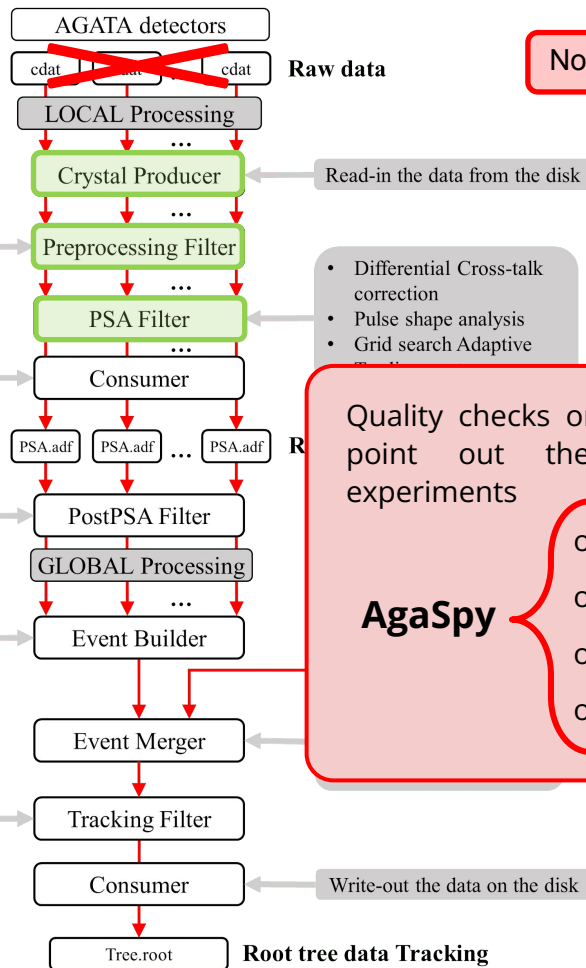 AGATA detectors
cdat cdat cdat Raw data
No
LOCAL Processing
...
Crystal Producer
Read-in the data from the disk
...
Preprocessing Filter
...
PSA Filter
• Differential Cross-talk
correction
• Pulse shape analysis
• Grid search Adaptive
...
Consumer
PSA.adf PSA.adf ... PSA.adf R
PostPSA Filter
GLOBAL Processing
...
Event Builder
Quality checks
point out the
experiments
AgaSpy
o
o
o
o
Event Merger
Tracking Filter
Consumer
Write-out the data on the disk
Tree.root
Root tree data Tracking